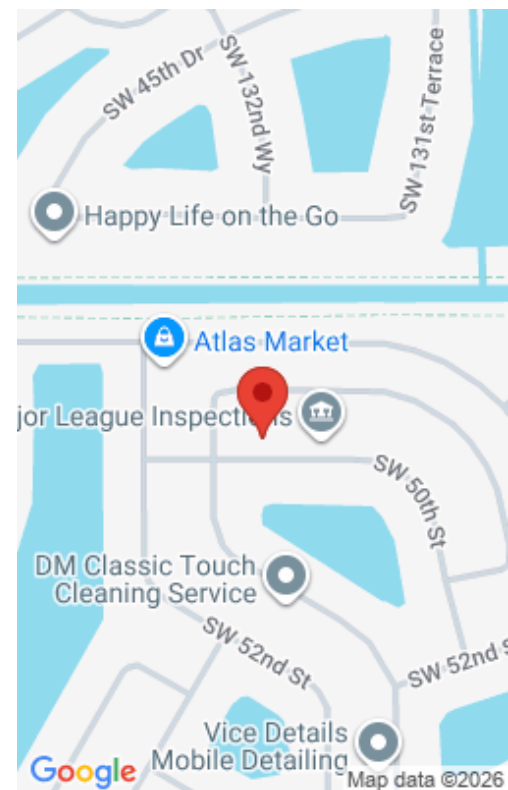 SW 45th Dr
SW 132nd Wy
SW 131st Terrace
Happy Life on the Go
Atlas Market
jor League Inspections
SW 50th St
DM Classic Touch
Cleaning Service
SW 52nd St
SW 52nd S
Vice Details
Mobile Detailing
Google
Map data ©2026